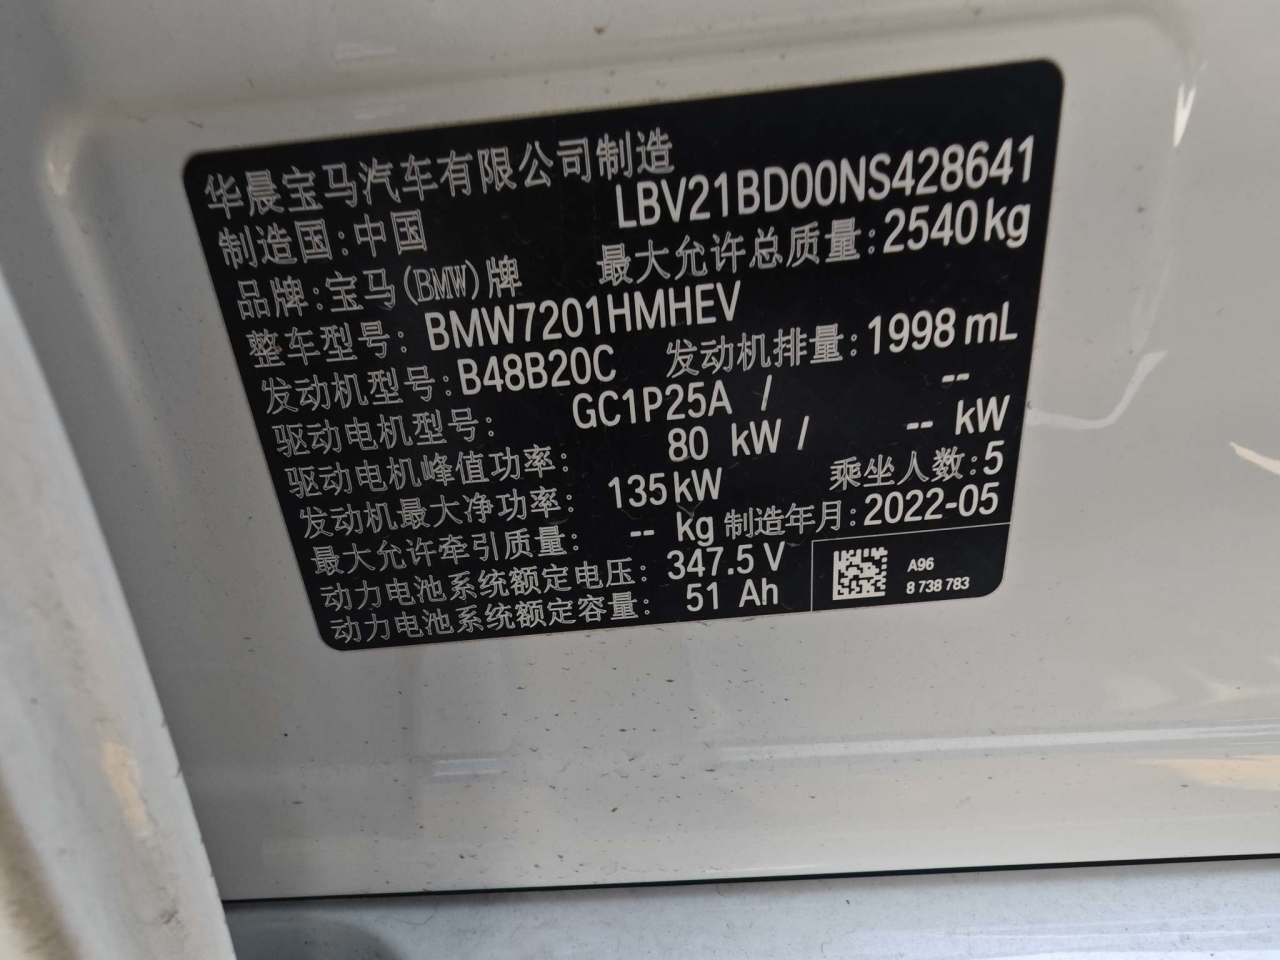 华晨宝马汽车有限公司制造
LBV21BD00NS428641
制造国:中国
最大允许总质量:2540kg
品牌:宝马(BMW)牌
整车型号:BMW7201HMHEV
发动机型号:B48B20C 发动机排量:1998 mL
驱动电机型号: GC1P25A / --
驱动电机峰值功率: 80 kW / -- kW
发动机最大净功率: 135kW 乘坐人数:5
最大允许牵引质量: -- kg 制造年月:2022-05
动力电池系统额定电压: 347.5 V
动力电池系统额定容量: 51 Ah
A96
8 738 783